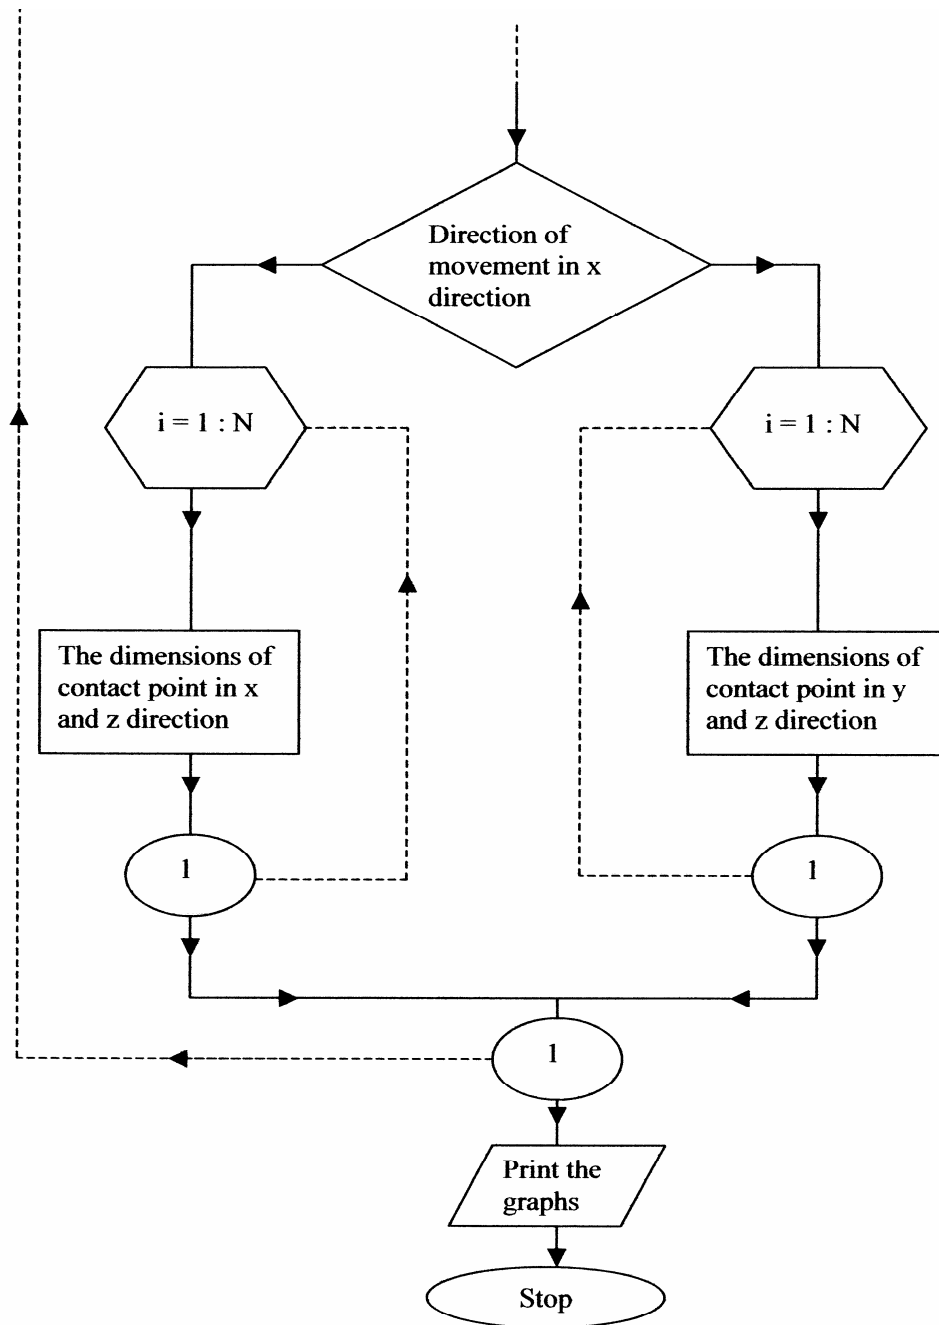 Direction of
movement in x
direction
i = 1 : N
i = 1 : N
The dimensions of
contact point in x
and z direction
The dimensions of
contact point in y
and z direction
1
1
1
Print the
graphs
Stop